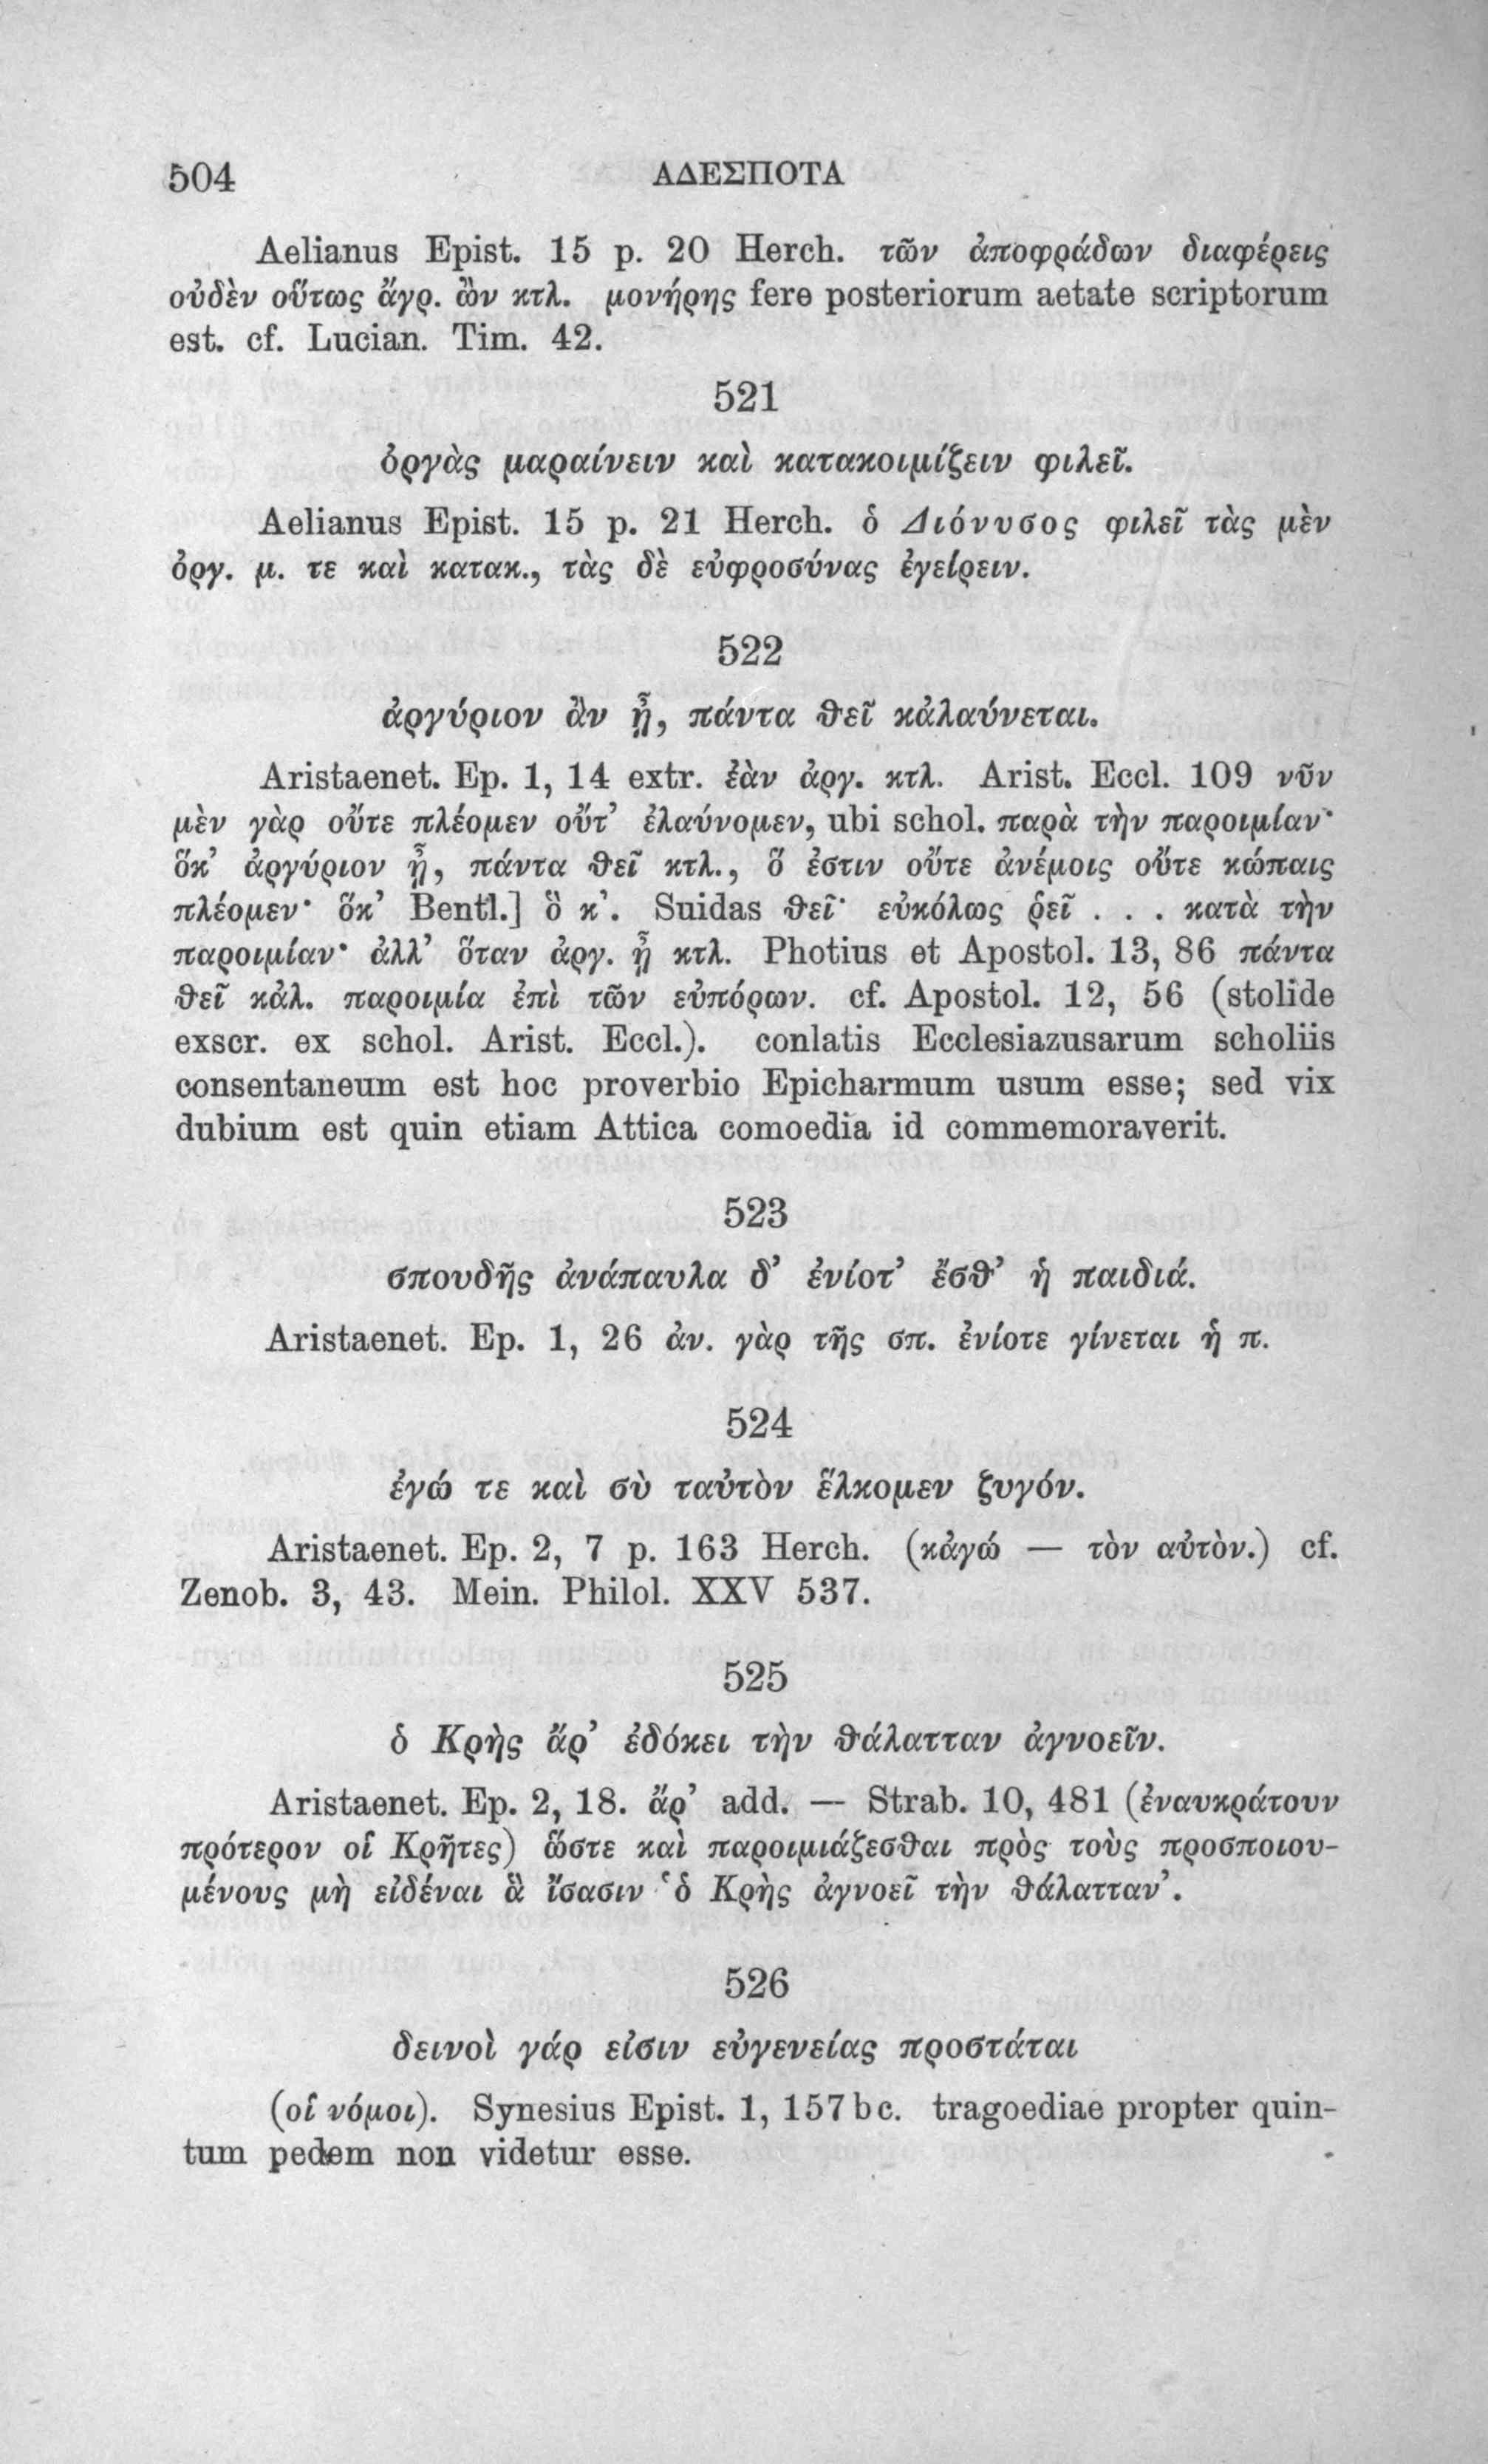 504 ΑΔΕΣΠΟΤΑ
Aelianus Epist. 15 p. 20 Herch. τῶν ἀποφράδων διαφέρεις
οὐδὲν οὕτως ἄγρ. ὢν κτλ. μονήρης fere posteriorum aetate scriptorum
est. cf. Lucian. Tim. 42.
521
ὀργὰς μαραίνειν καὶ κατακοιμίζειν φιλεῖ.
Aelianus Epist. 15 p. 21 Herch. ὁ Διόνυσος φιλεῖ τὰς μὲν
ὀργ. μ. τε καὶ κατακ., τὰς δὲ εὐφροσύνας ἐγείρειν.
522
ἀργύριον ἂν ᾖ, πάντα θεῖ κἀλαύνεται.
Aristaenet. Ep. 1, 14 extr. ἐὰν ἀργ. κτλ. Arist. Eccl. 109 νῦν
μὲν γὰρ οὔτε πλέομεν οὔτ’ ἐλαύνομεν, ubi schol. παρὰ τὴν παροιμίαν·
ὅκ’ ἀργύριον ᾖ, πάντα θεῖ κτλ., ὅ ἐστιν οὔτε ἀνέμοις οὔτε κώπαις
πλέομεν· ὅκ’ Bentl.] ὃ κ’. Suidas θεῖ· εὐκόλως ῥεῖ . . . κατὰ τὴν
παροιμίαν· ἀλλ’ ὅταν ἀργ. ᾖ κτλ. Photius et Apostol. 13, 86 πάντα
θεῖ κἀλ. παροιμία ἐπὶ τῶν εὐπόρων. cf. Apostol. 12, 56 (stolide
exscr. ex schol. Arist. Eccl.). conlatis Ecclesiazusarum scholiis
consentaneum est hoc proverbio Epicharmum usum esse; sed vix
dubium est quin etiam Attica comoedia id commemoraverit.
523
σπουδῆς ἀνάπαυλα δ’ ἐνίοτ’ ἔσθ’ ἡ παιδιά.
Aristaenet. Ep. 1, 26 ἀν. γὰρ τῆς σπ. ἐνίοτε γίνεται ἡ π.
524
ἐγώ τε καὶ σὺ ταὐτὸν ἕλκομεν ζυγόν.
Aristaenet. Ep. 2, 7 p. 163 Herch. (κἀγώ — τὸν αὐτὸν.) cf.
Zenob. 3, 43. Mein. Philol. XXV 537.
525
ὁ Κρὴς ἄρ’ ἐδόκει τὴν θάλατταν ἀγνοεῖν.
Aristaenet. Ep. 2, 18. ἄρ’ add. — Strab. 10, 481 (ἐναυκράτουν
πρότερον οἱ Κρῆτες) ὥστε καὶ παροιμιάζεσθαι πρὸς τοὺς προσποιου-
μένους μὴ εἰδέναι ἃ ἴσασιν ‘ὁ Κρὴς ἀγνοεῖ τὴν θάλατταν’.
526
δεινοὶ γάρ εἰσιν εὐγενείας προστάται
(οἱ νόμοι). Synesius Epist. 1, 157 bc. tragoediae propter quin-
tum pedem non videtur esse.